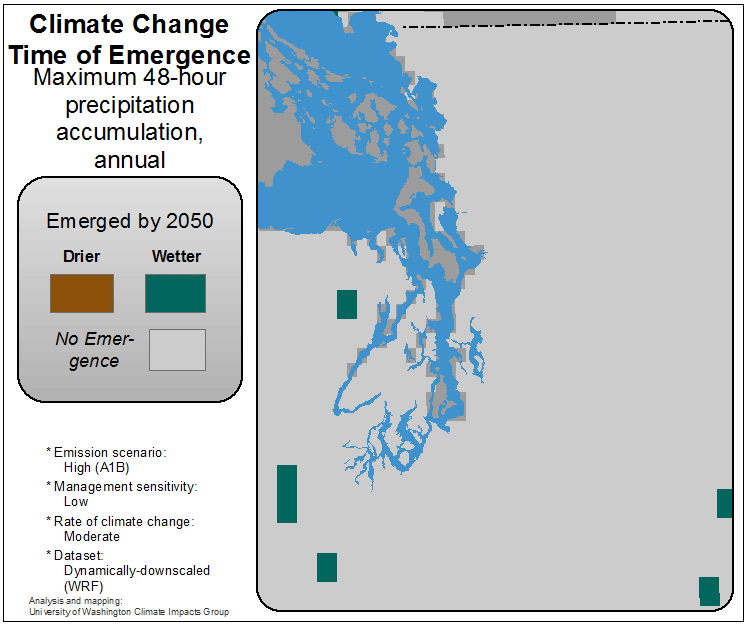 Climate Change
Time of Emergence
Maximum 48-hour
precipitation
accumulation,
annual
Emerged by 2050
Drier
Wetter
No Emer-
gence
* Emission scenario:
High (A1B)
* Management sensitivity:
Low
* Rate of climate change:
Moderate
* Dataset:
Dynamically-downscaled
(WRF)
Analysis and mapping:
University of Washington Climate Impacts Group